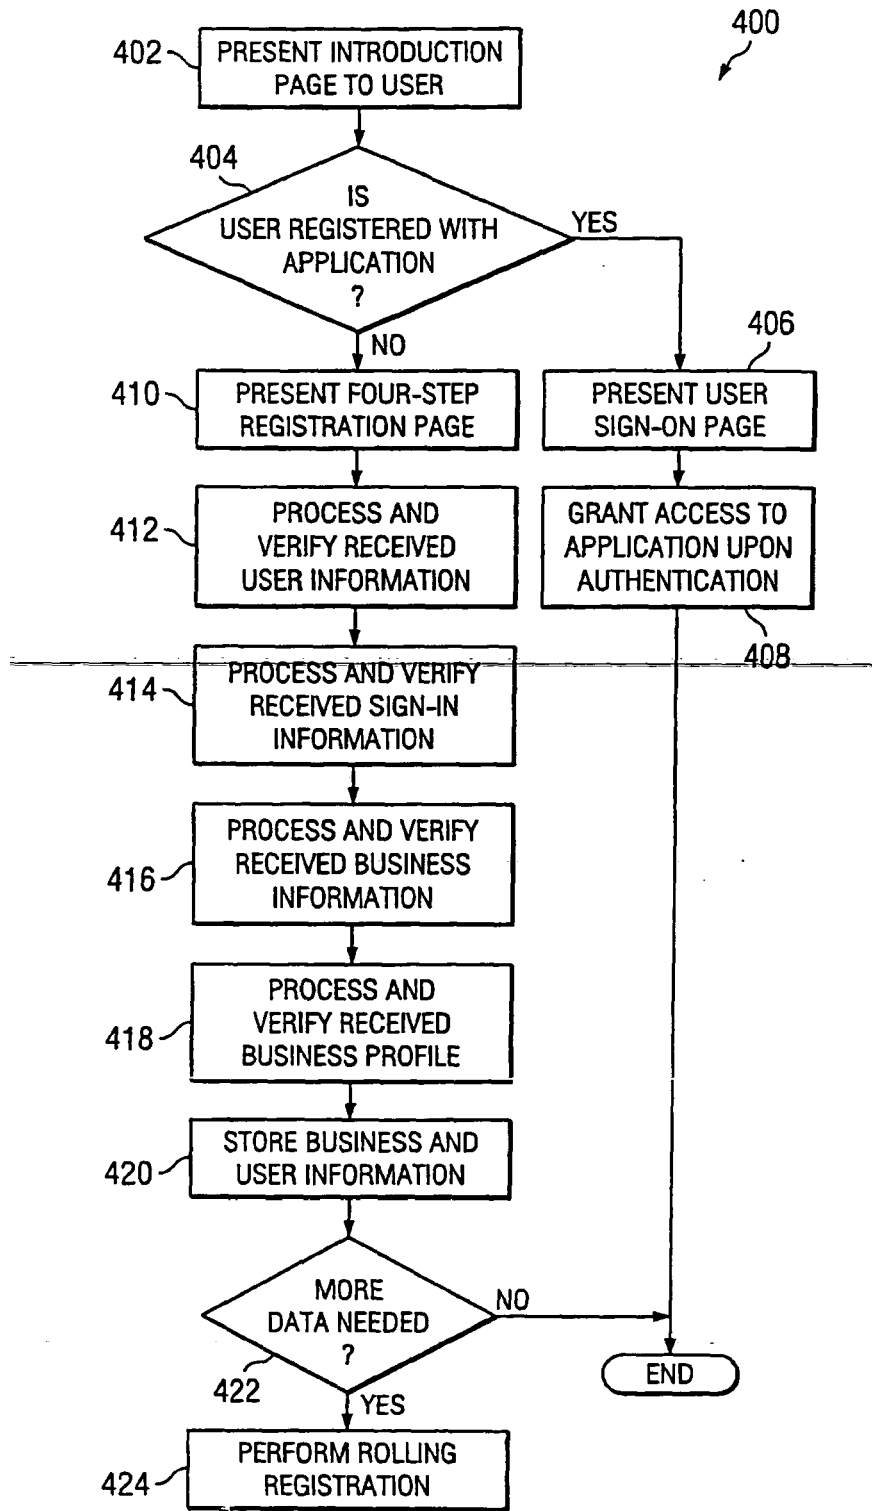 400
402
PRESENT INTRODUCTION
PAGE TO USER
404
IS
USER REGISTERED WITH
APPLICATION
?
YES
NO
406
410
PRESENT FOUR-STEP
REGISTRATION PAGE
PRESENT USER
SIGN-ON PAGE
412
PROCESS AND
VERIFY RECEIVED
USER INFORMATION
GRANT ACCESS TO
APPLICATION UPON
AUTHENTICATION
408
414
PROCESS AND VERIFY
RECEIVED SIGN-IN
INFORMATION
416
PROCESS AND VERIFY
RECEIVED BUSINESS
INFORMATION
418
PROCESS AND
VERIFY RECEIVED
BUSINESS PROFILE
420
STORE BUSINESS AND
USER INFORMATION
MORE
DATA NEEDED
?
NO
422
YES
END
424
PERFORM ROLLING
REGISTRATION